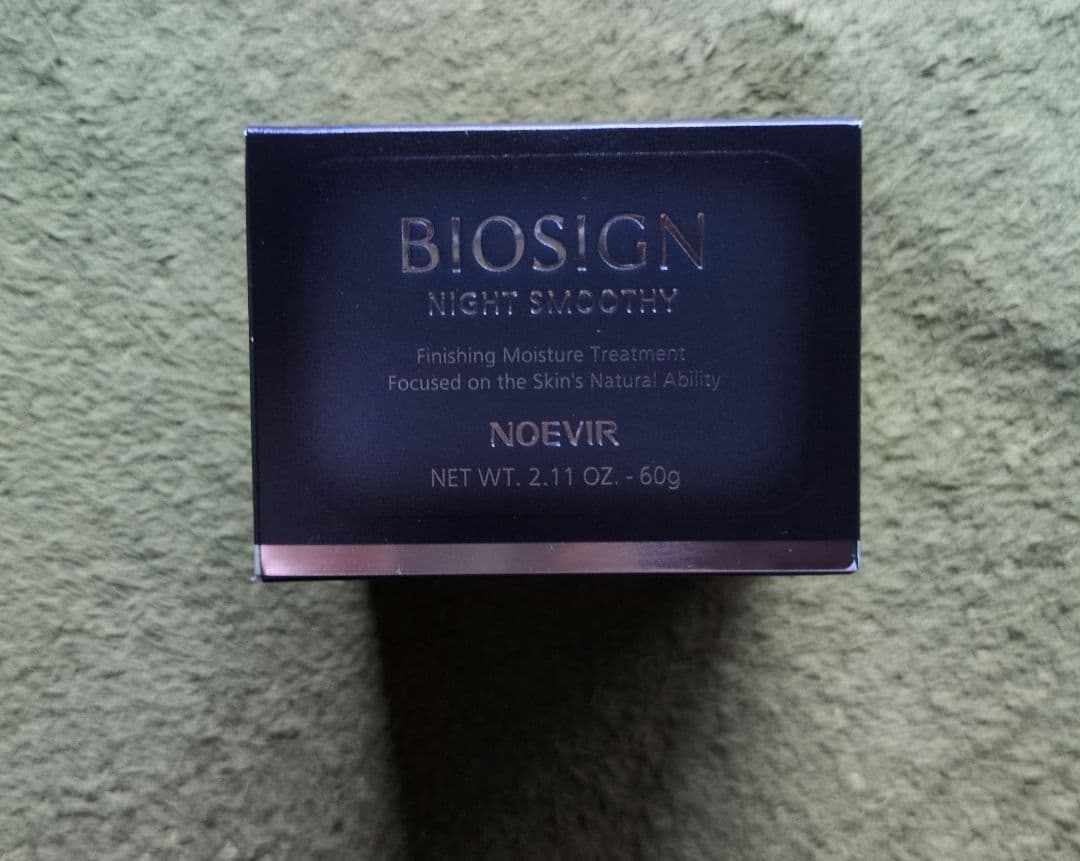 BIOSIGN
NIGHT SMOOTHY
Finishing Moisture Treatment
Focused on the Skin's Natural Ability
NOEVIR
NET WT. 2.11 OZ. - 60g